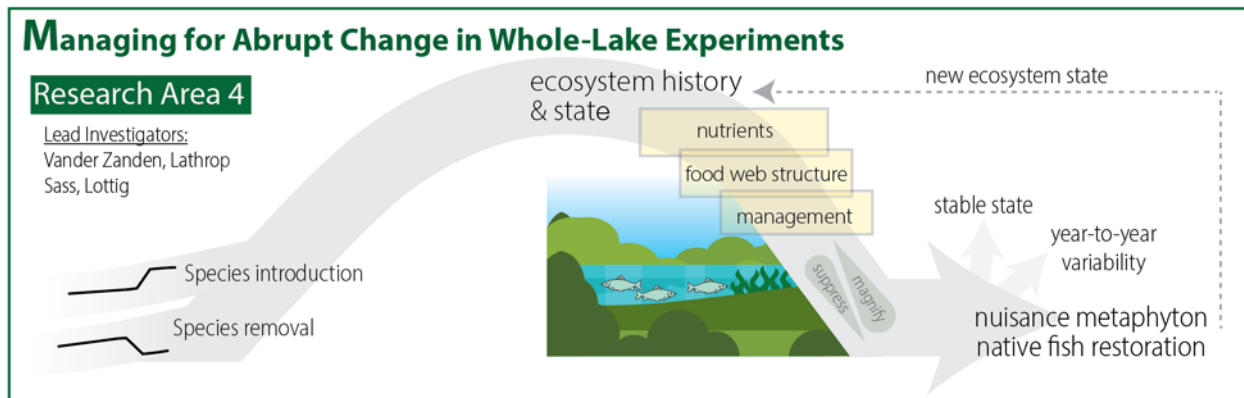 Managing for Abrupt Change in Whole-Lake Experiments
Research Area 4
Lead Investigators:
Vander Zanden, Lathrop
Sass, Lottig
ecosystem history
& state
new ecosystem state
nutrients
food web structure
management
suppress
magnify
stable state
year-to-year
variability
Species introduction
Species removal
nuisance metaphyton
native fish restoration